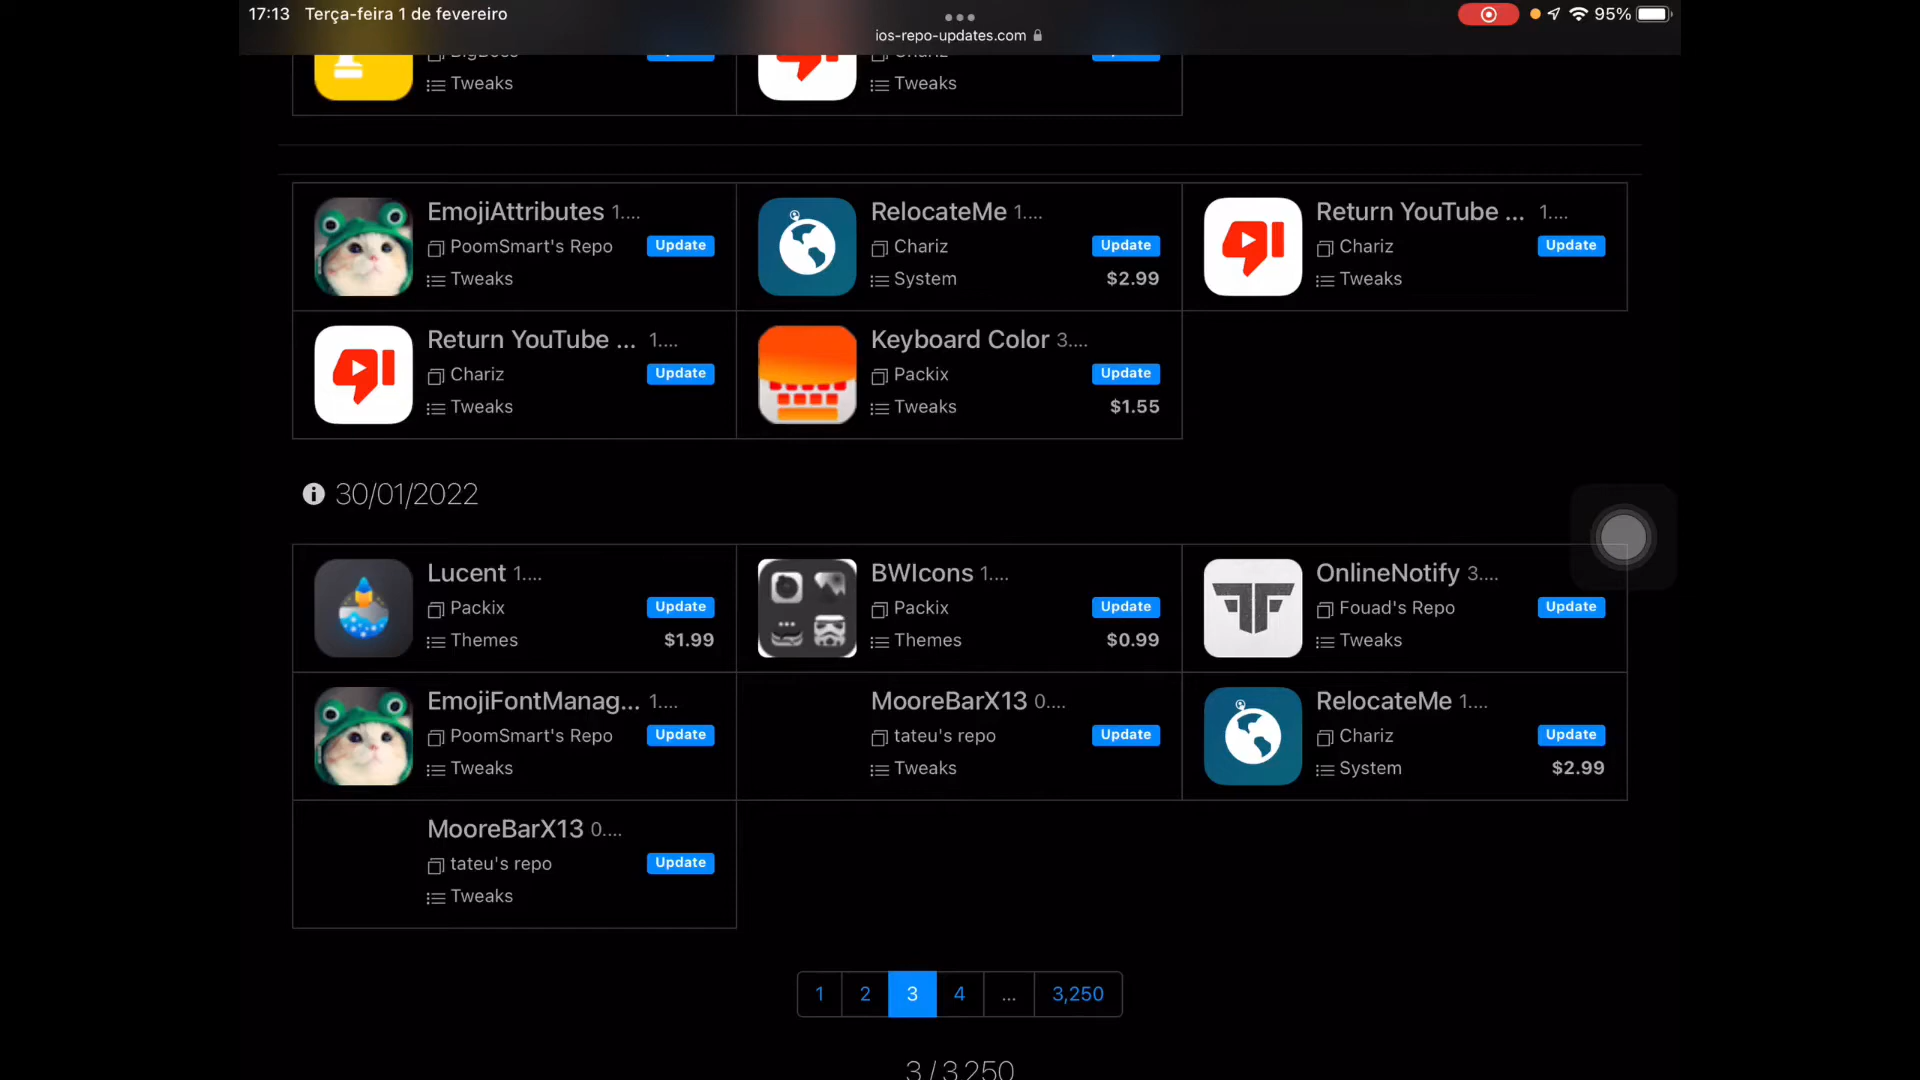 17:13 Terça-feira 1 de fevereiro
95%
ios-repo-updates.com
Tweaks
Tweaks
EmojiAttributes 1....
PoomSmart's Repo Update
Tweaks
RelocateMe 1....
Chariz Update
System $2.99
Return YouTube ... 1....
Chariz Update
Tweaks
Return YouTube ... 1....
Chariz Update
Tweaks
Keyboard Color 3....
Packix Update
Tweaks $1.55
30/01/2022
Lucent 1....
Packix Update
Themes $1.99
BWIcons 1....
Packix Update
Themes $0.99
OnlineNotify 3....
Fouad's Repo Update
Tweaks
EmojiFontManag... 1....
PoomSmart's Repo Update
Tweaks
MooreBarX13 0....
tateu's repo Update
Tweaks
RelocateMe 1....
Chariz Update
System $2.99
MooreBarX13 0....
tateu's repo Update
Tweaks
1 2 3 4 ... 3,250
3 / 3,250